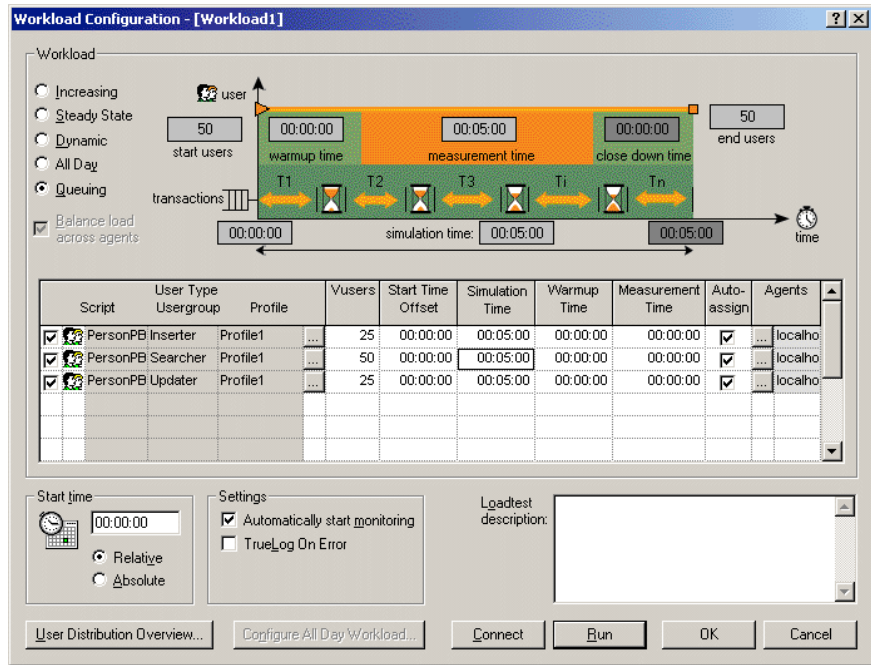 Workload Configuration - [Workload1]
Workload
Increasing
Steady State
Dynamic
All Day
Queuing
Balance load
across agents
user
50
start users
00:00:00
warmup time
00:05:00
measurement time
00:00:00
close down time
50
end users
transactions
T1
T2
T3
Ti
Tn
00:00:00
simulation time:
00:05:00
00:05:00
time
Script
User Type
Usergroup
Profile
Vusers
Start Time
Offset
Simulation
Time
Warmup
Time
Measurement
Time
Auto-
assign
Agents
PersonPB Inserter Profile1 ... 25 00:00:00 00:05:00 00:00:00 00:00:00 ... localho
PersonPB Searcher Profile1 ... 50 00:00:00 00:05:00 00:00:00 00:00:00 ... localho
PersonPB Updater Profile1 ... 25 00:00:00 00:05:00 00:00:00 00:00:00 ... localho
Start time
00:00:00
Relative
Absolute
Settings
Automatically start monitoring
TrueLog On Error
Loadtest
description:
User Distribution Overview...
Configure All Day Workload...
Connect
Run
OK
Cancel